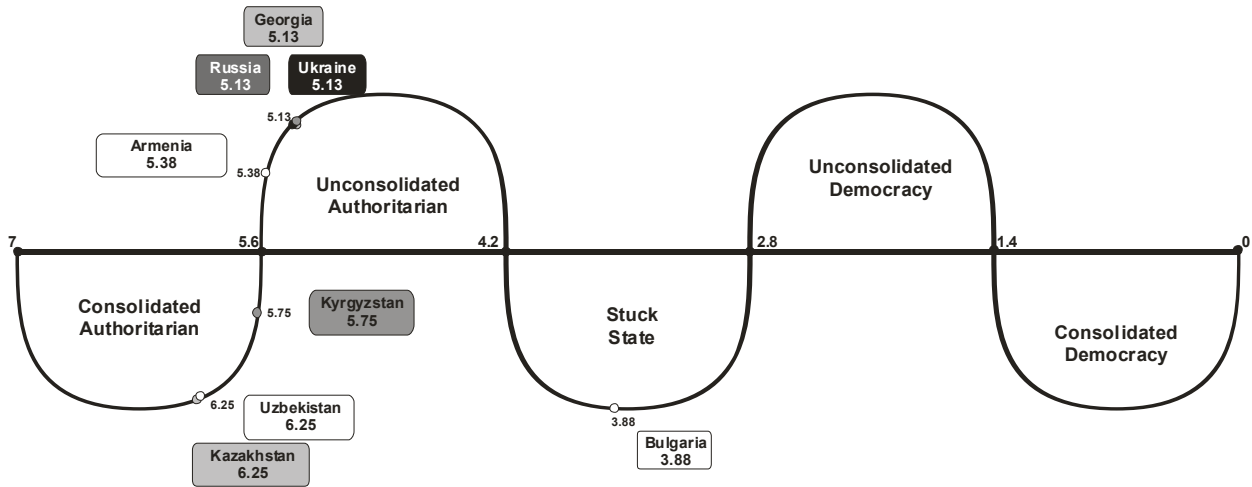 Georgia
5.13
Russia
5.13
Ukraine
5.13
5.13
Armenia
5.38
5.38
Unconsolidated
Authoritarian
Unconsolidated
Democracy
7
5.6
4.2
2.8
1.4
0
Consolidated
Authoritarian
5.75
Kyrgyzstan
5.75
Stuck
State
Consolidated
Democracy
6.25
Uzbekistan
6.25
Kazakhstan
6.25
3.88
Bulgaria
3.88